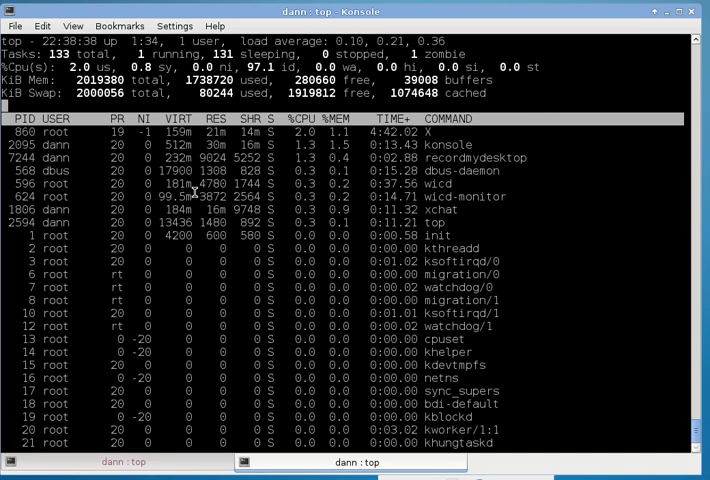 dann : top - Konsole
File Edit View Bookmarks Settings Help
top - 22:38:38 up 1:34, 1 user, load average: 0.10, 0.21, 0.36
Tasks: 133 total, 1 running, 131 sleeping, 0 stopped, 1 zombie
%Cpu(s): 2.0 us, 0.8 sy, 0.0 ni, 97.1 id, 0.0 wa, 0.0 hi, 0.0 si, 0.0 st
KiB Mem: 2019380 total, 1738720 used, 280660 free, 39008 buffers
KiB Swap: 2000056 total, 80244 used, 1919812 free, 1074648 cached
PID USER PR NI VIRT RES SHR S %CPU %MEM TIME+ COMMAND
860 root 19 -1 159m 21m 14m S 2.0 1.1 4:42.02 X
2095 dann 20 0 512m 30m 16m S 1.3 1.5 0:13.43 konsole
7244 dann 20 0 232m 9024 5252 S 1.3 0.4 0:02.88 recordmydesktop
568 dbus 20 0 17900 1308 828 S 0.3 0.1 0:15.28 dbus-daemon
596 root 20 0 181m 4780 1744 S 0.3 0.2 0:37.56 wicd
624 root 20 0 99.5m 3872 2564 S 0.3 0.2 0:14.71 wicd-monitor
1806 dann 20 0 184m 16m 9748 S 0.3 0.9 0:11.32 xchat
2594 dann 20 0 13436 1480 892 S 0.3 0.1 0:11.21 top
1 root 20 0 4200 600 580 S 0.0 0.0 0:00.58 init
2 root 20 0 0 0 0 S 0.0 0.0 0:00.00 kthreadd
3 root 20 0 0 0 0 S 0.0 0.0 0:01.02 ksoftirqd/0
6 root rt 0 0 0 0 S 0.0 0.0 0:00.00 migration/0
7 root rt 0 0 0 0 S 0.0 0.0 0:00.02 watchdog/0
8 root rt 0 0 0 0 S 0.0 0.0 0:00.00 migration/1
10 root 20 0 0 0 0 S 0.0 0.0 0:01.01 ksoftirqd/1
12 root rt 0 0 0 0 S 0.0 0.0 0:00.02 watchdog/1
13 root 0 -20 0 0 0 S 0.0 0.0 0:00.00 cpuset
14 root 0 -20 0 0 0 S 0.0 0.0 0:00.00 khelper
15 root 20 0 0 0 0 S 0.0 0.0 0:00.00 kdevtmpfs
16 root 0 -20 0 0 0 S 0.0 0.0 0:00.00 netns
17 root 20 0 0 0 0 S 0.0 0.0 0:00.00 sync_supers
18 root 20 0 0 0 0 S 0.0 0.0 0:00.00 bdi-default
19 root 0 -20 0 0 0 S 0.0 0.0 0:00.00 kblockd
20 root 20 0 0 0 0 S 0.0 0.0 0:03.02 kworker/1:1
21 root 20 0 0 0 0 S 0.0 0.0 0:00.00 khungtaskd
dann : top dann : top